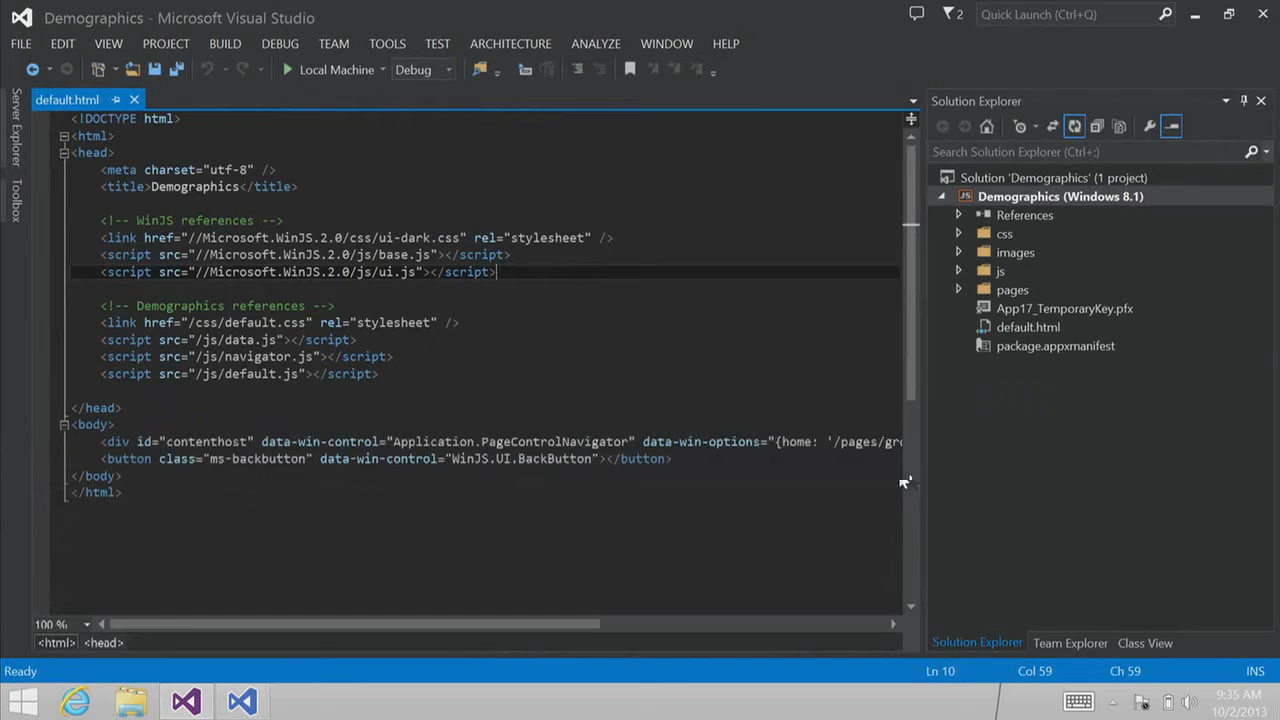 Demographics - Microsoft Visual Studio
2
Quick Launch (Ctrl+Q)
FILE EDIT VIEW PROJECT BUILD DEBUG TEAM TOOLS TEST ARCHITECTURE ANALYZE WINDOW HELP
Local Machine
Debug
Server Explorer
Toolbox
default.html
<!DOCTYPE html>
<html>
<head>
<meta charset="utf-8" />
<title>Demographics</title>
<!-- WinJS references -->
<link href="//Microsoft.WinJS.2.0/css/ui-dark.css" rel="stylesheet" />
<script src="//Microsoft.WinJS.2.0/js/base.js"></script>
<script src="//Microsoft.WinJS.2.0/js/ui.js"></script>
<!-- Demographics references -->
<link href="/css/default.css" rel="stylesheet" />
<script src="/js/data.js"></script>
<script src="/js/navigator.js"></script>
<script src="/js/default.js"></script>
</head>
<body>
<div id="contenthost" data-win-control="Application.PageControlNavigator" data-win-options="{home: '/pages/gro
<button class="ms-backbutton" data-win-control="WinJS.UI.BackButton"></button>
</body>
</html>
100 %
<html> <head>
Solution Explorer
Search Solution Explorer (Ctrl+;)
Solution 'Demographics' (1 project)
JS Demographics (Windows 8.1)
References
css
images
js
pages
App17_TemporaryKey.pfx
default.html
package.appxmanifest
Solution Explorer Team Explorer Class View
Ready
Ln 10 Col 59 Ch 59 INS
9:35 AM
10/2/2013